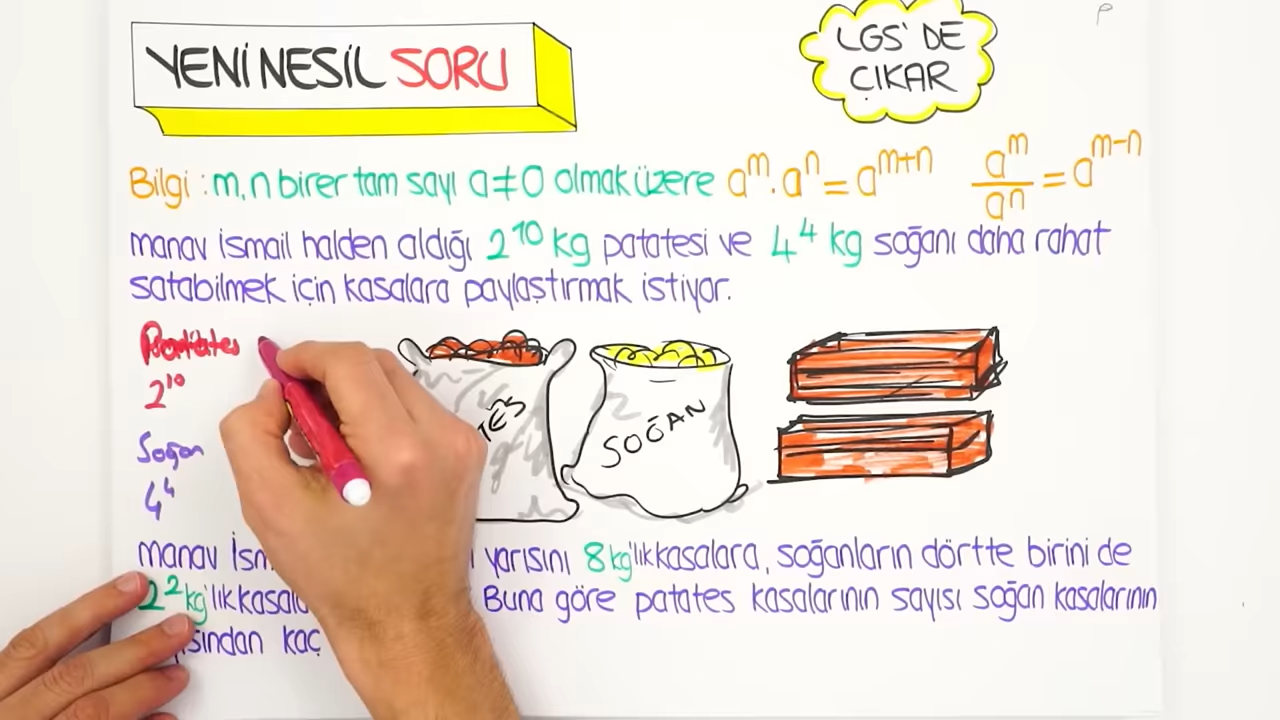 YENİ NESİL SORU
LGS'DE
ÇIKAR
P
Bilgi : m,n birer tam sayı a≠0 olmak üzere a^m . a^n = a^(m+n) a^m / a^n = a^(m-n)
manav İsmail halden aldığı 2^10 kg patatesi ve 4^4 kg soğanı daha rahat
satabilmek için kasalara paylaştırmak istiyor.
Patates
2^10
Soğan
4^4
SOĞAN
manav yarısını 8 kg'lık kasalara, soğanların dörtte birini de
2^2 kg'lık Buna göre patates kasalarının sayısı soğan kasalarının
kaç